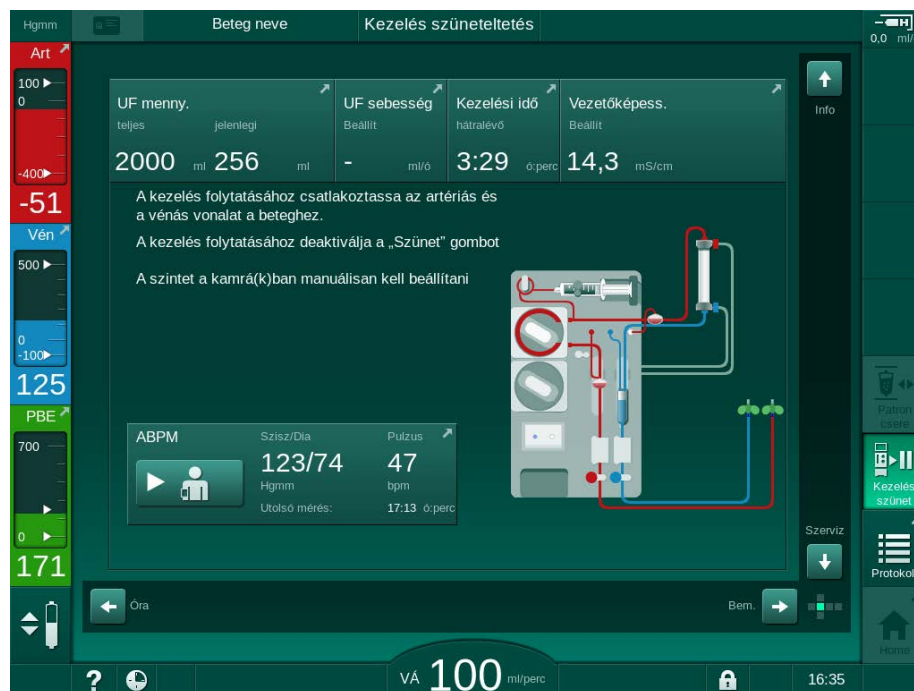 Hgmm
Beteg neve
Kezelés szüneteltetés
0,0 ml/
Art
100
0
-400
-51
Vén
500
0
-100
125
PBE
700
0
171
UF menny.
teljes jelenlegi
2000 ml 256 ml
UF sebesség
Beállít
- ml/ó
Kezelési idő
hátralévő
3:29 ó:perc
Vezetőképess.
Beállít
14,3 mS/cm
A kezelés folytatásához csatlakoztassa az artériás és
a vénás vonalat a beteghez.
A kezelés folytatásához deaktiválja a „Szünet” gombot
A szintet a kamrá(k)ban manuálisan kell beállítani
ABPM
Szisz/Dia Pulzus
123/74 47
Hgmm bpm
Utolsó mérés: 17:13 ó:perc
Info
Szerviz
Óra
Bem.
Patron
csere
Kezelés
szünet
Protokol
Home
? VÁ 100 ml/perc 16:35